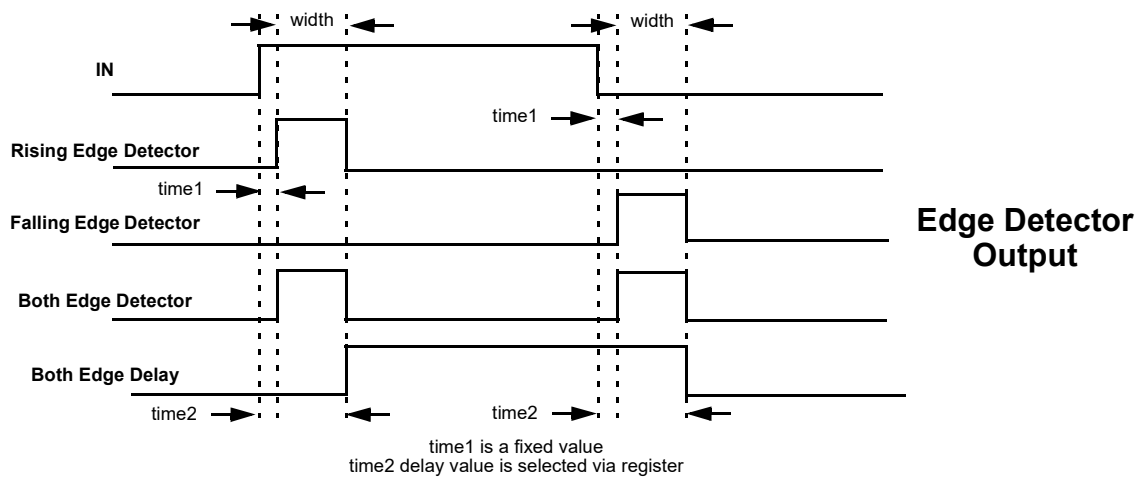 width
width
IN
time1
Rising Edge Detector
time1
Falling Edge Detector
Edge Detector
Output
Both Edge Detector
Both Edge Delay
time2
time2
time1 is a fixed value
time2 delay value is selected via register